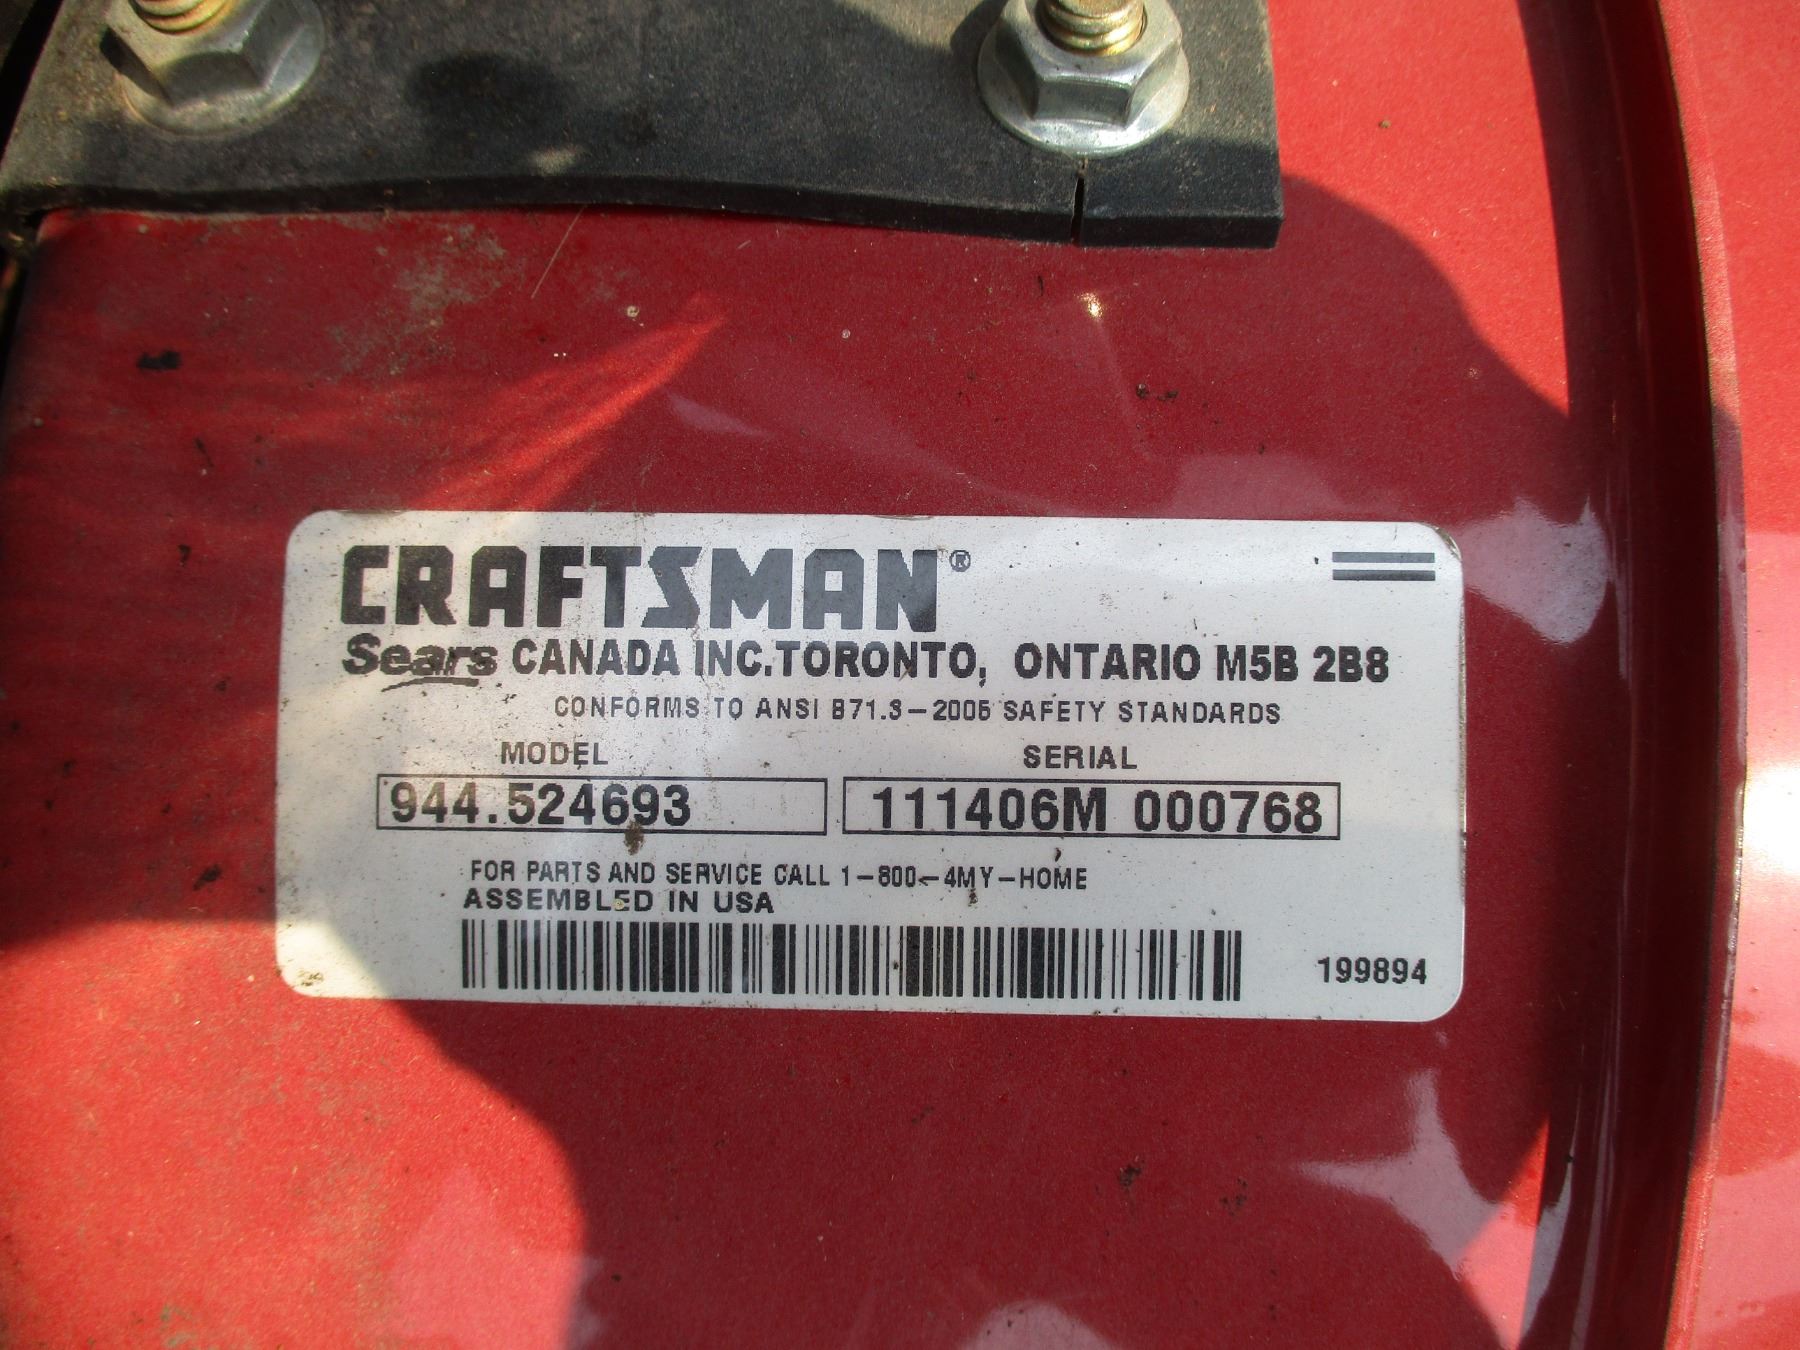 CRAFTSMAN®
Sears CANADA INC.TORONTO, ONTARIO M5B 2B8
CONFORMS TO ANSI B71.3-2005 SAFETY STANDARDS
MODEL SERIAL
944.524693 111406M 000768
FOR PARTS AND SERVICE CALL 1-800-4MY-HOME
ASSEMBLED IN USA
199894